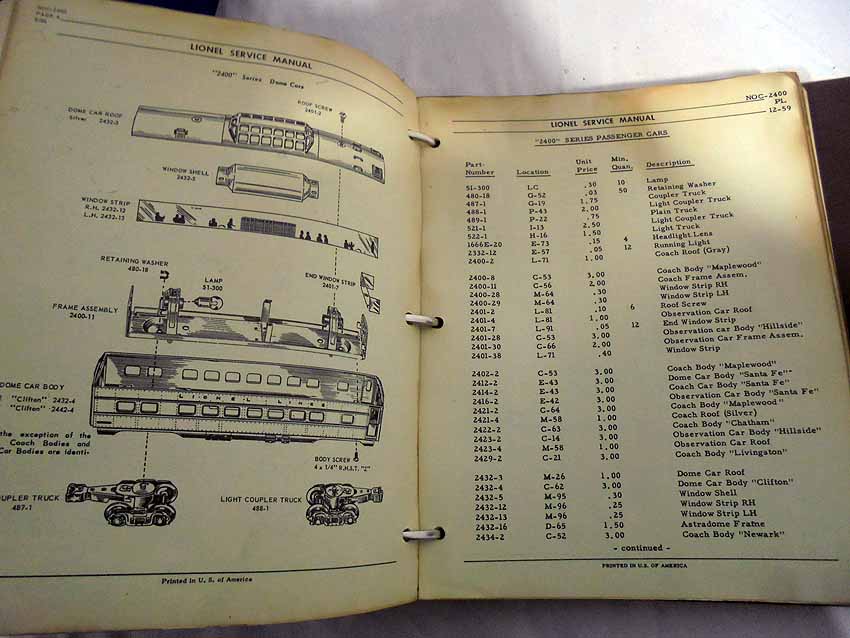 NOC-2400
PAGE 4
LIONEL SERVICE MANUAL
"2400" Series Dome Cars
ROOF SCREW
2401-2
DOME CAR ROOF
Silver 2432-3
WINDOW SHELL
2432-5
WINDOW STRIP
R.H. 2432-13
L.H. 2432-12
RETAINING WASHER
480-18
LAMP
51-300
END WINDOW STRIP
2401-7
FRAME ASSEMBLY
2400-11
DOME CAR BODY
"Clifton" 2432-4
"Clifton" 2442-4
LIONEL LINES
the exception of the
Coach Bodies and
Car Bodies are identi-
BODY SCREW
4 x 1/4" R.H.S.T. "Z"
COUPLER TRUCK
487-1
LIGHT COUPLER TRUCK
488-1
Printed in U. S. of America
NOC-2400
PL
12-59
LIONEL SERVICE MANUAL
"2400" SERIES PASSENGER CARS
Part- Number Location Unit Price Min. Quan. Description
51-300 LC .50 10 Lamp
480-18 G-52 .03 50 Retaining Washer
487-1 G-19 1.75 Coupler Truck
488-1 P-43 2.00 Light Coupler Truck
489-1 P-22 .75 Plain Truck
521-1 I-13 2.50 Light Coupler Truck
522-1 H-16 1.50 Light Truck
1666E-20 E-73 .15 4 Headlight Lens
2332-12 E-57 .05 12 Running Light
2400-2 L-71 1.00 Coach Roof (Gray)
2400-8 C-53 3.00 Coach Body "Maplewood"
2400-11 C-56 2.00 Coach Frame Assem.
2400-28 M-64 .30 Window Strip RH
2400-29 M-64 .30 Window Strip LH
2401-2 L-81 .10 6 Roof Screw
2401-4 L-81 1.00 Observation Car Roof
2401-7 L-91 .05 12 End Window Strip
2401-28 C-53 3.00 Observation car Body "Hillside"
2401-30 C-66 2.00 Observation Car Frame Assem.
2401-38 L-71 .40 Window Strip
2402-2 C-53 3.00 Coach Body "Maplewood"
2412-2 E-43 3.00 Dome Car Body "Santa Fe"
2414-2 E-43 3.00 Coach Car Body "Santa Fe"
2416-2 E-42 3.00 Observation Car Body "Santa Fe"
2421-2 C-64 3.00 Coach Body "Maplewood"
2421-4 M-58 1.00 Coach Roof (Silver)
2422-2 C-63 3.00 Coach Body "Chatham"
2423-2 C-14 3.00 Observation Car Body "Hillside"
2423-4 M-58 1.00 Observation Car Roof
2429-2 C-21 3.00 Coach Body "Livingston"
2432-3 M-26 1.00 Dome Car Roof
2432-4 C-62 3.00 Dome Car Body "Clifton"
2432-5 M-95 .30 Window Shell
2432-12 M-96 .25 Window Strip LH
2432-13 M-96 .25 Window Strip RH
2432-16 D-65 1.50 Astradome Frame
2434-2 C-52 3.00 Coach Body "Newark"
- continued -
PRINTED IN U.S. OF AMERICA